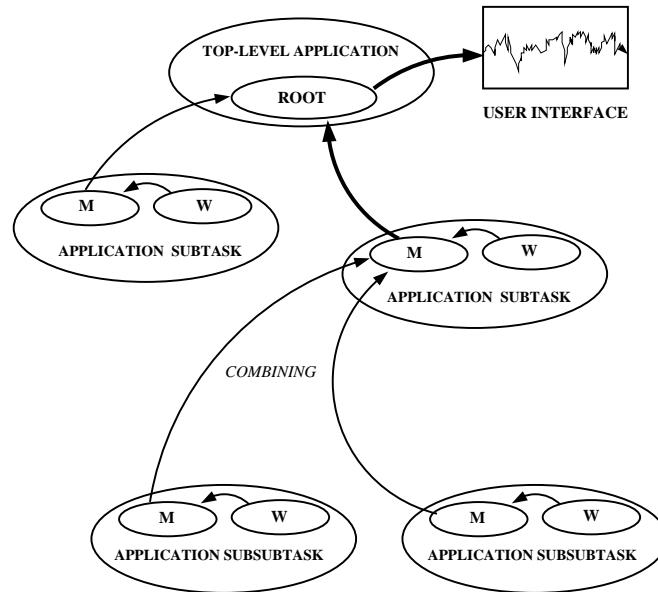 TOP-LEVEL APPLICATION
ROOT
USER INTERFACE
M
W
APPLICATION SUBTASK
M
W
APPLICATION SUBTASK
COMBINING
M
W
APPLICATION SUBSUBTASK
M
W
APPLICATION SUBSUBTASK